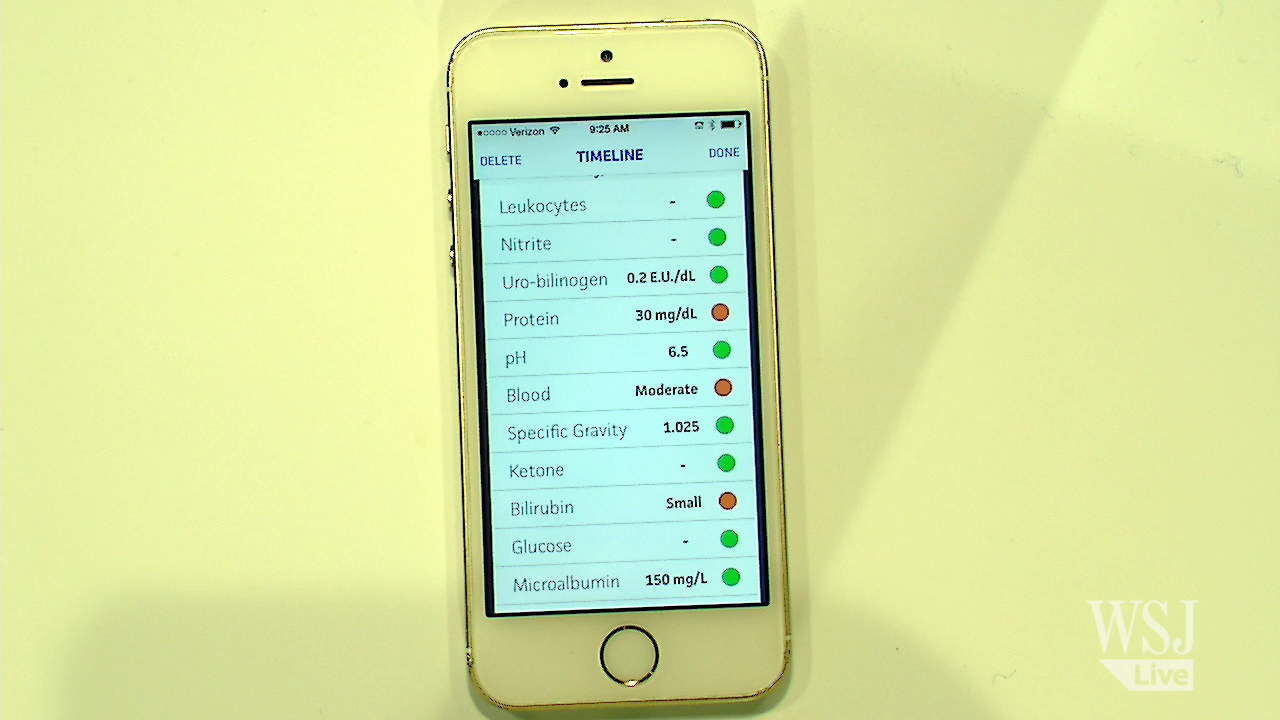 ●○○○○ Verizon 9:25 AM
DELETE TIMELINE DONE
Leukocytes -
Nitrite -
Uro-bilinogen 0.2 E.U./dL
Protein 30 mg/dL
pH 6.5
Blood Moderate
Specific Gravity 1.025
Ketone -
Bilirubin Small
Glucose -
Microalbumin 150 mg/L
WSJ
Live